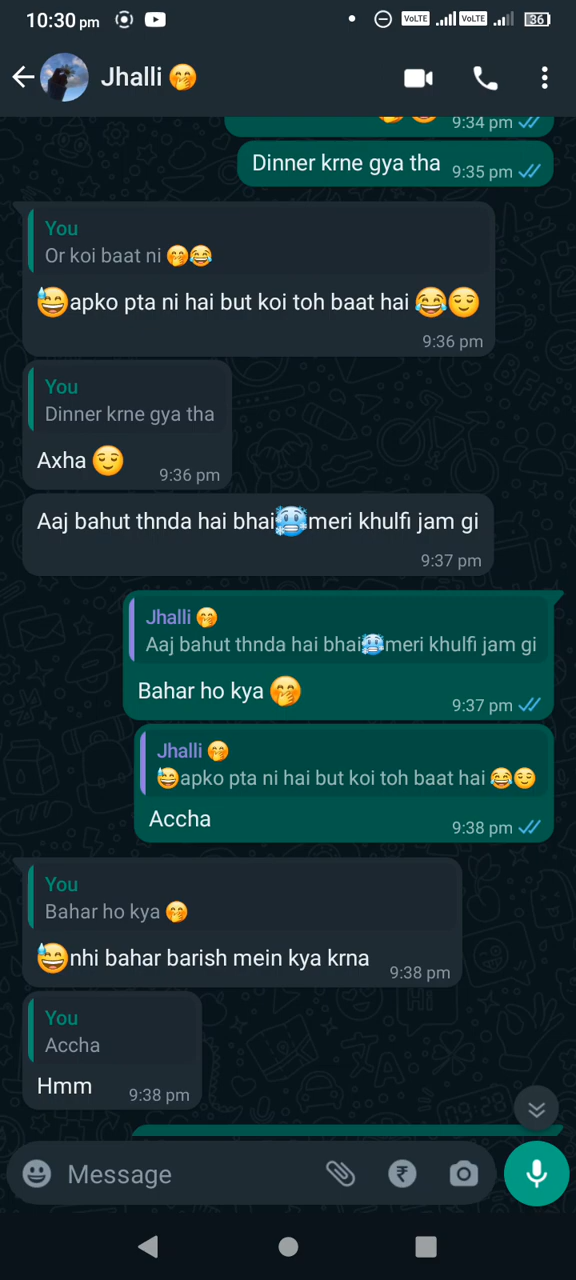 10:30 pm VoLTE VoLTE 36
Jhalli 🤭
9:34 pm
Dinner krne gya tha 9:35 pm
You
Or koi baat ni 🤭😂
😅apko pta ni hai but koi toh baat hai 😂😌
9:36 pm
You
Dinner krne gya tha
Axha 😌 9:36 pm
Aaj bahut thnda hai bhai🥶meri khulfi jam gi
9:37 pm
Jhalli 🤭
Aaj bahut thnda hai bhai🥶meri khulfi jam gi
Bahar ho kya 🤭 9:37 pm
Jhalli 🤭
😅apko pta ni hai but koi toh baat hai 😂😌
Accha 9:38 pm
You
Bahar ho kya 🤭
😅nhi bahar barish mein kya krna 9:38 pm
You
Accha
Hmm 9:38 pm
Message ₹